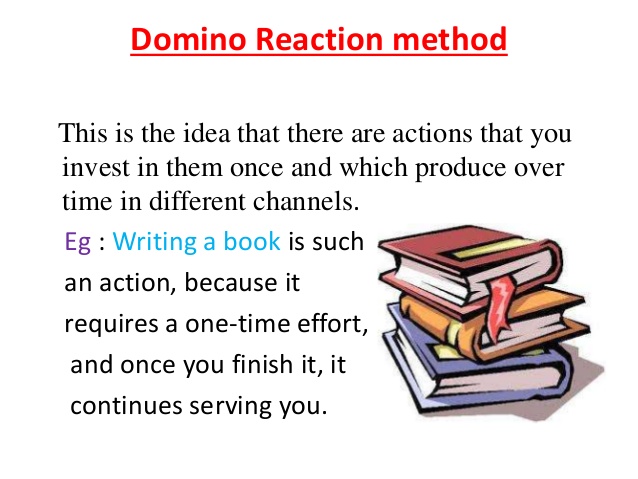 Domino Reaction method
This is the idea that there are actions that you
invest in them once and which produce over
time in different channels.
Eg : Writing a book is such
an action, because it
requires a one-time effort,
and once you finish it, it
continues serving you.